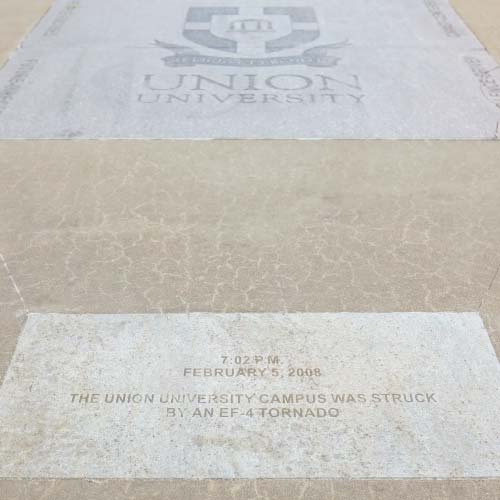 UNION
UNIVERSITY
7:02 P.M.
FEBRUARY 5, 2008
THE UNION UNIVERSITY CAMPUS WAS STRUCK
BY AN EF-4 TORNADO